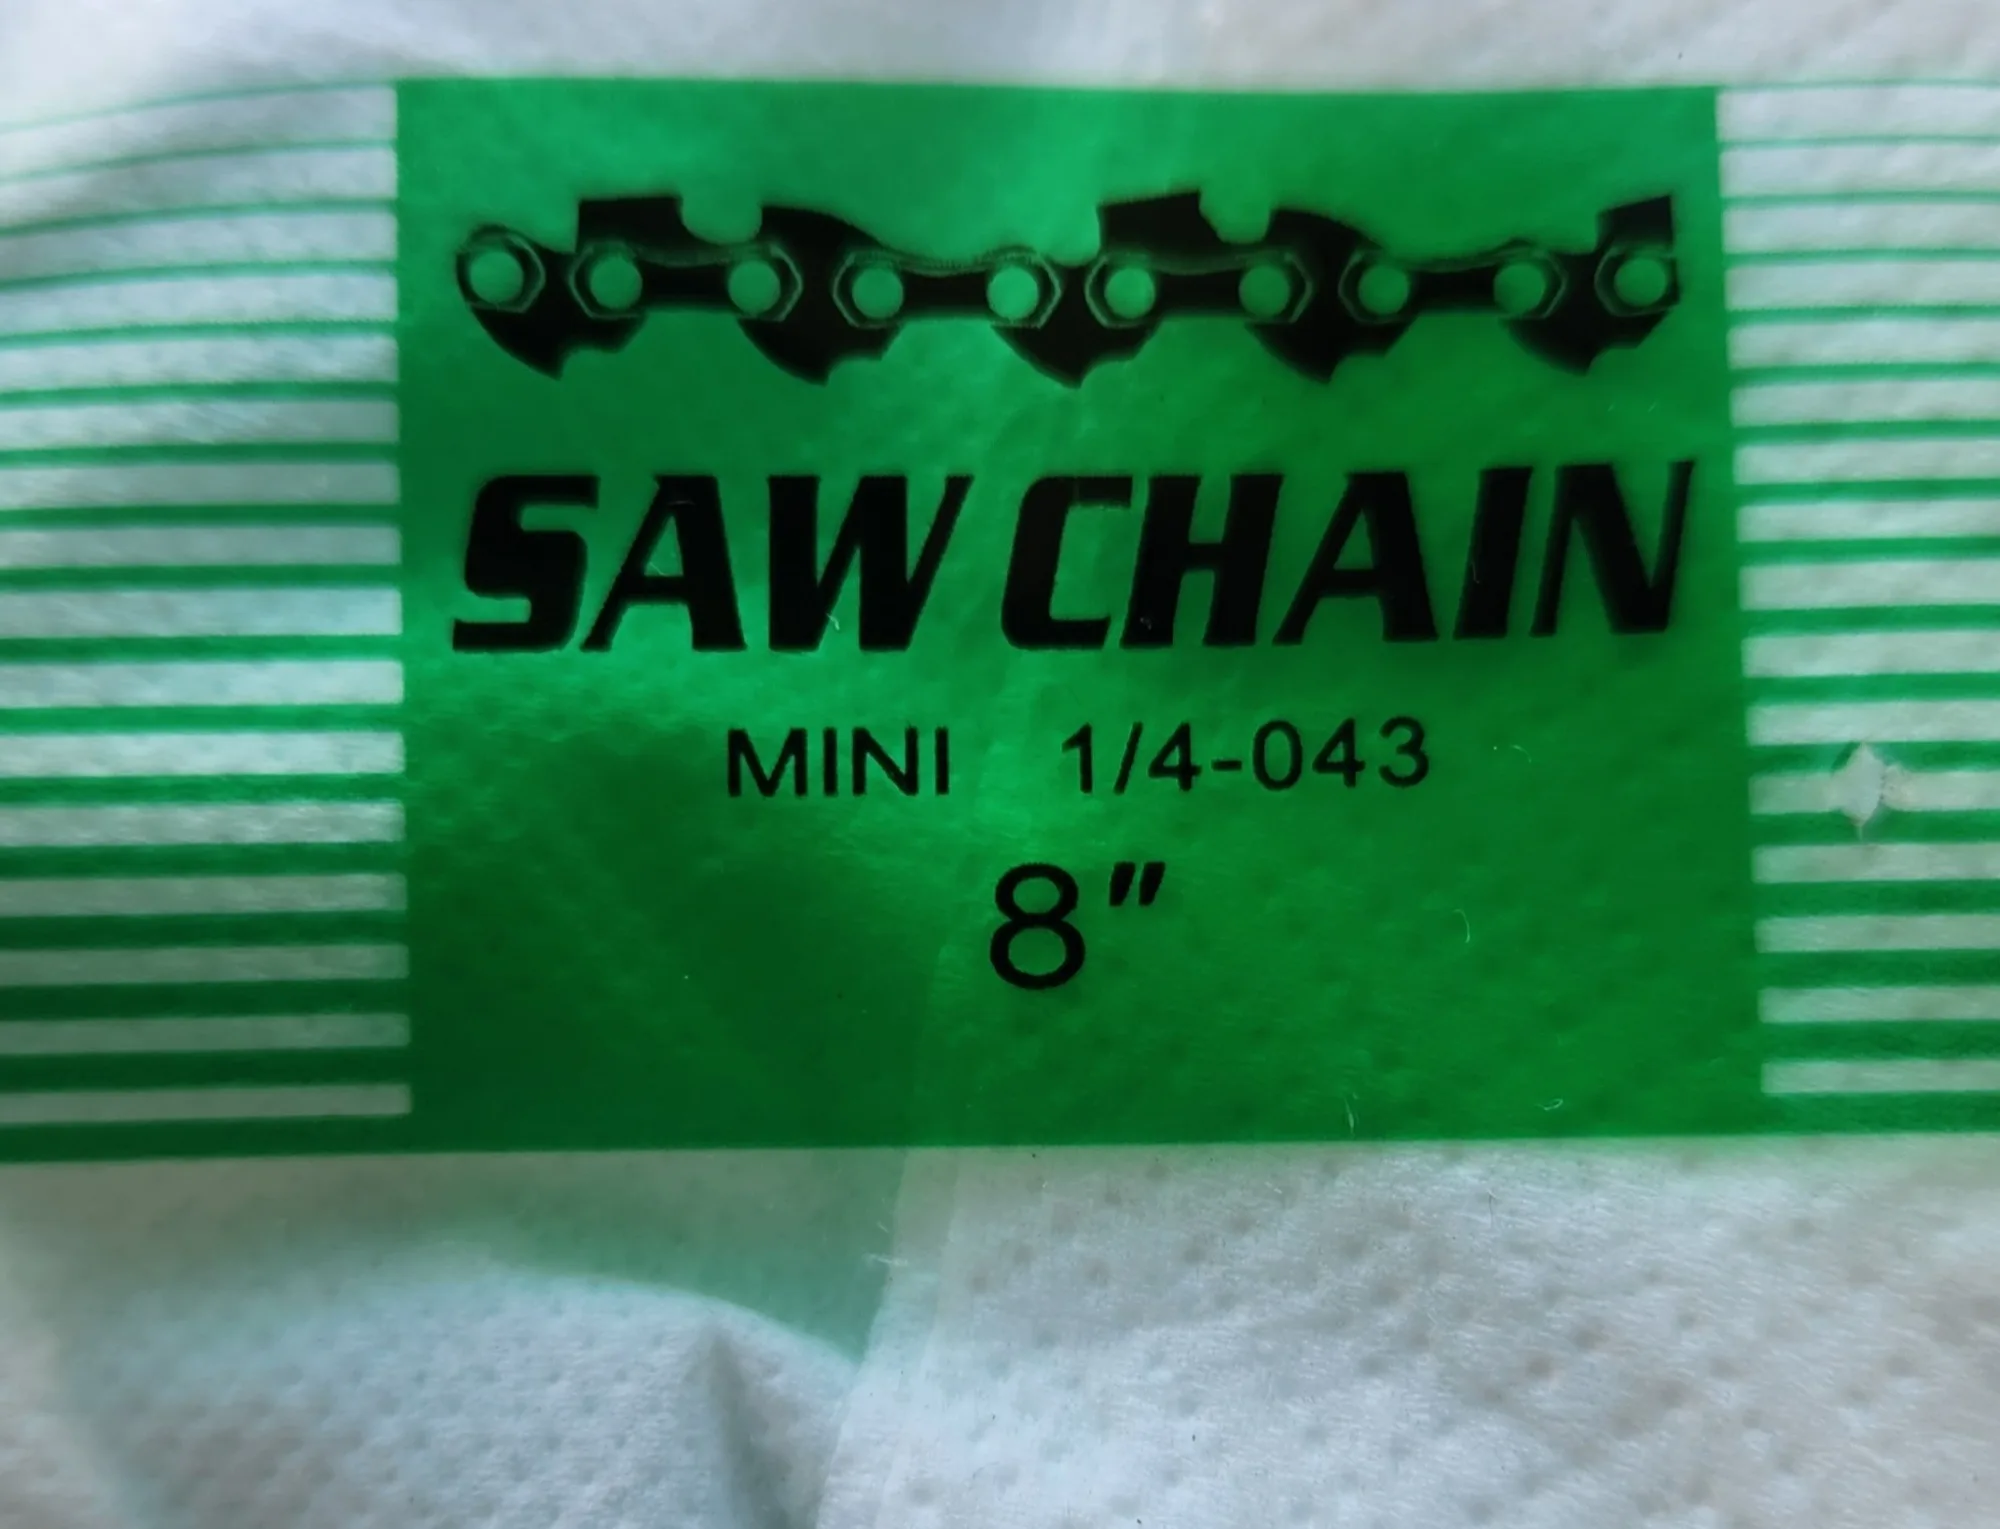 SAW CHAIN
MINI 1/4-043
8"